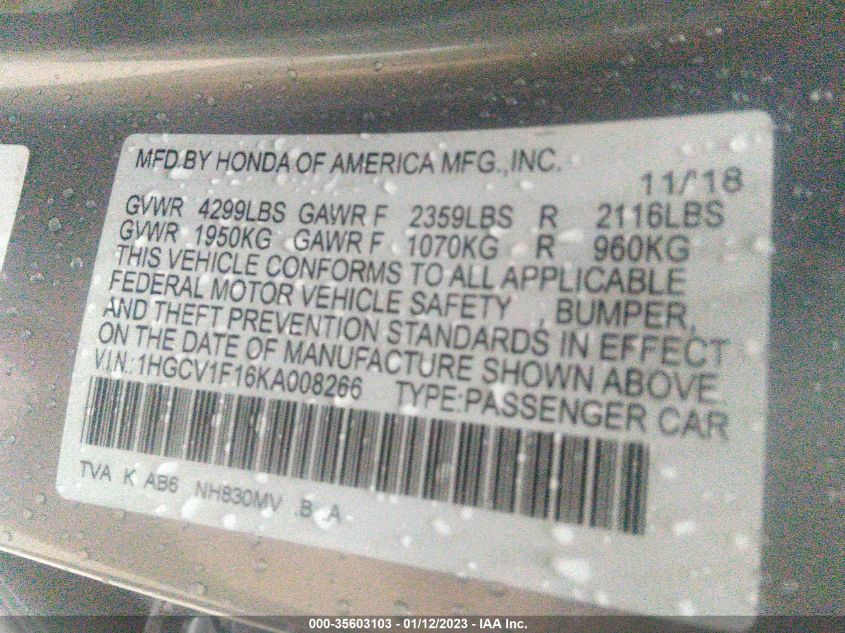 MFD.BY HONDA OF AMERICA MFG.,INC.
11/18
GVWR 4299LBS GAWR F 2359LBS R 2116LBS
GVWR 1950KG GAWR F 1070KG R 960KG
THIS VEHICLE CONFORMS TO ALL APPLICABLE
FEDERAL MOTOR VEHICLE SAFETY , BUMPER,
AND THEFT PREVENTION STANDARDS IN EFFECT
ON THE DATE OF MANUFACTURE SHOWN ABOVE.
V.I.N.:1HGCV1F16KA008266 TYPE:PASSENGER CAR
TVA K AB6 NH830MV .B .A
000-35603103 - 01/12/2023 - IAA Inc.